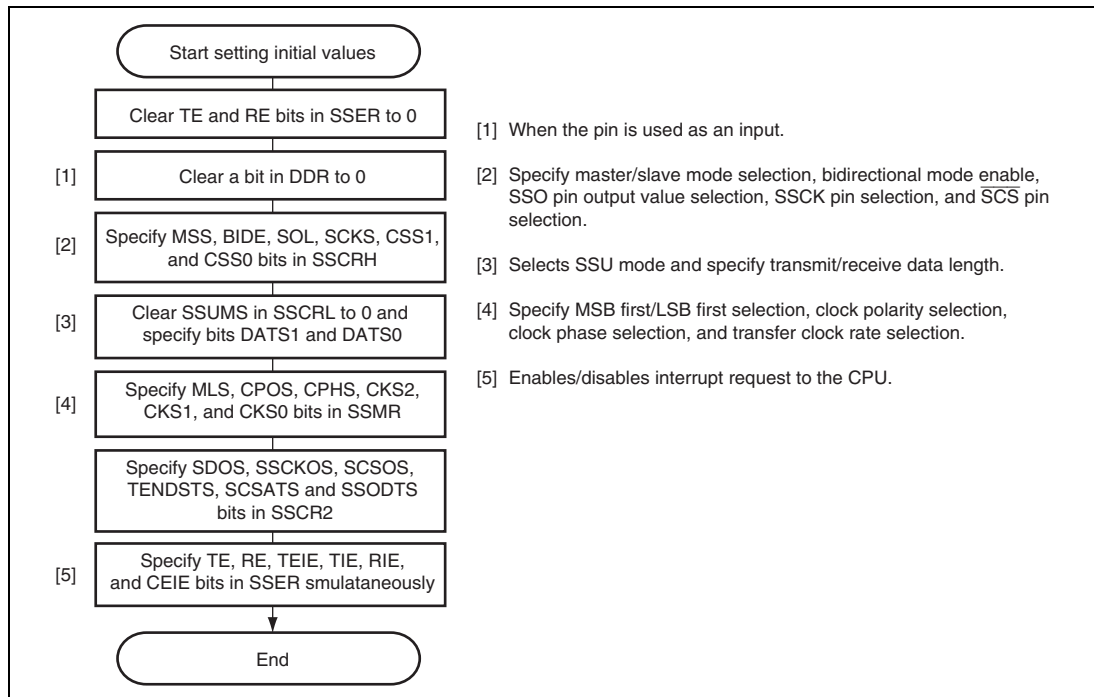 Start setting initial values
Clear TE and RE bits in SSER to 0
[1]
Clear a bit in DDR to 0
[2]
Specify MSS, BIDE, SOL, SCKS, CSS1,
and CSS0 bits in SSCRH
[3]
Clear SSUMS in SSCRL to 0 and
specify bits DATS1 and DATS0
[4]
Specify MLS, CPOS, CPHS, CKS2,
CKS1, and CKS0 bits in SSMR
Specify SDOS, SSCKOS, SCSOS,
TENDSTS, SCSATS and SSODTS
bits in SSCR2
[5]
Specify TE, RE, TEIE, TIE, RIE,
and CEIE bits in SSER smulataneously
End
[1] When the pin is used as an input.
[2] Specify master/slave mode selection, bidirectional mode enable,
SSO pin output value selection, SSCK pin selection, and S̅C̅S̅ pin
selection.
[3] Selects SSU mode and specify transmit/receive data length.
[4] Specify MSB first/LSB first selection, clock polarity selection,
clock phase selection, and transfer clock rate selection.
[5] Enables/disables interrupt request to the CPU.